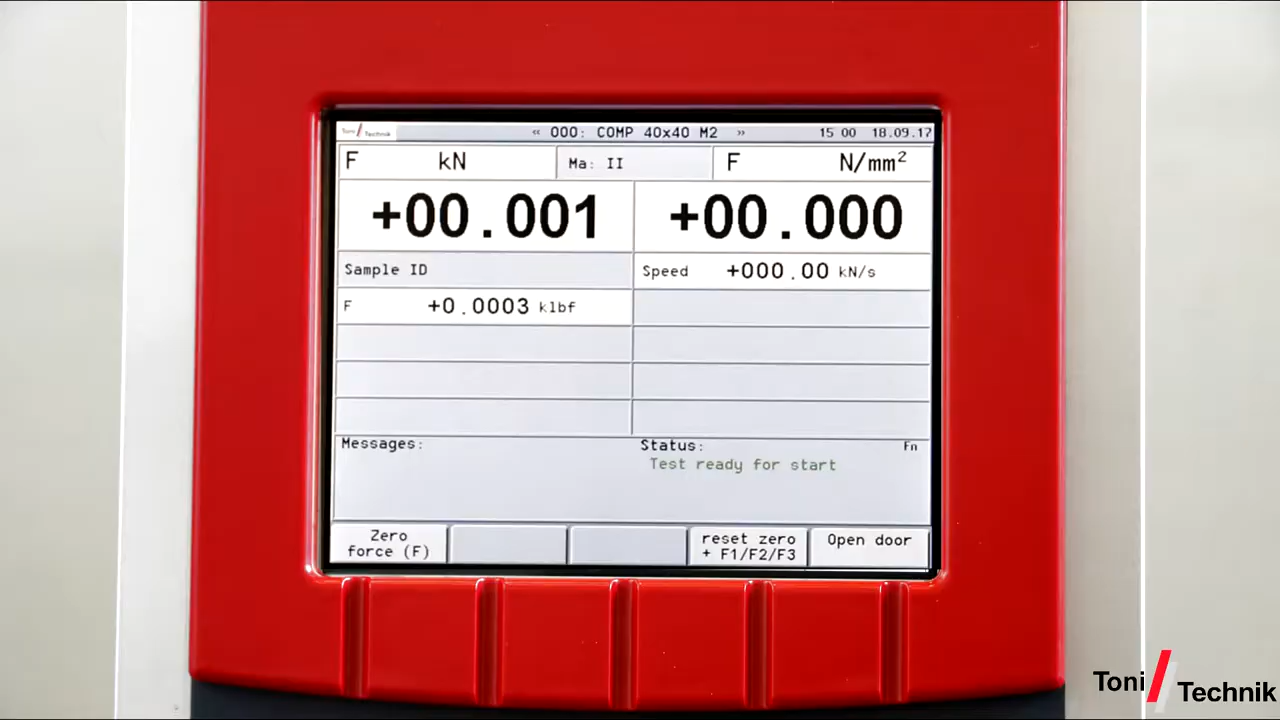 Toni Technik « 000: COMP 40x40 M2 » 15 00 18.09.17
F kN Ma: II F N/mm²
+00.001 +00.000
Sample ID Speed +000.00 kN/s
F +0.0003 klbf
Messages: Status: Fn
Test ready for start
Zero force (F)
reset zero + F1/F2/F3
Open door
Toni Technik